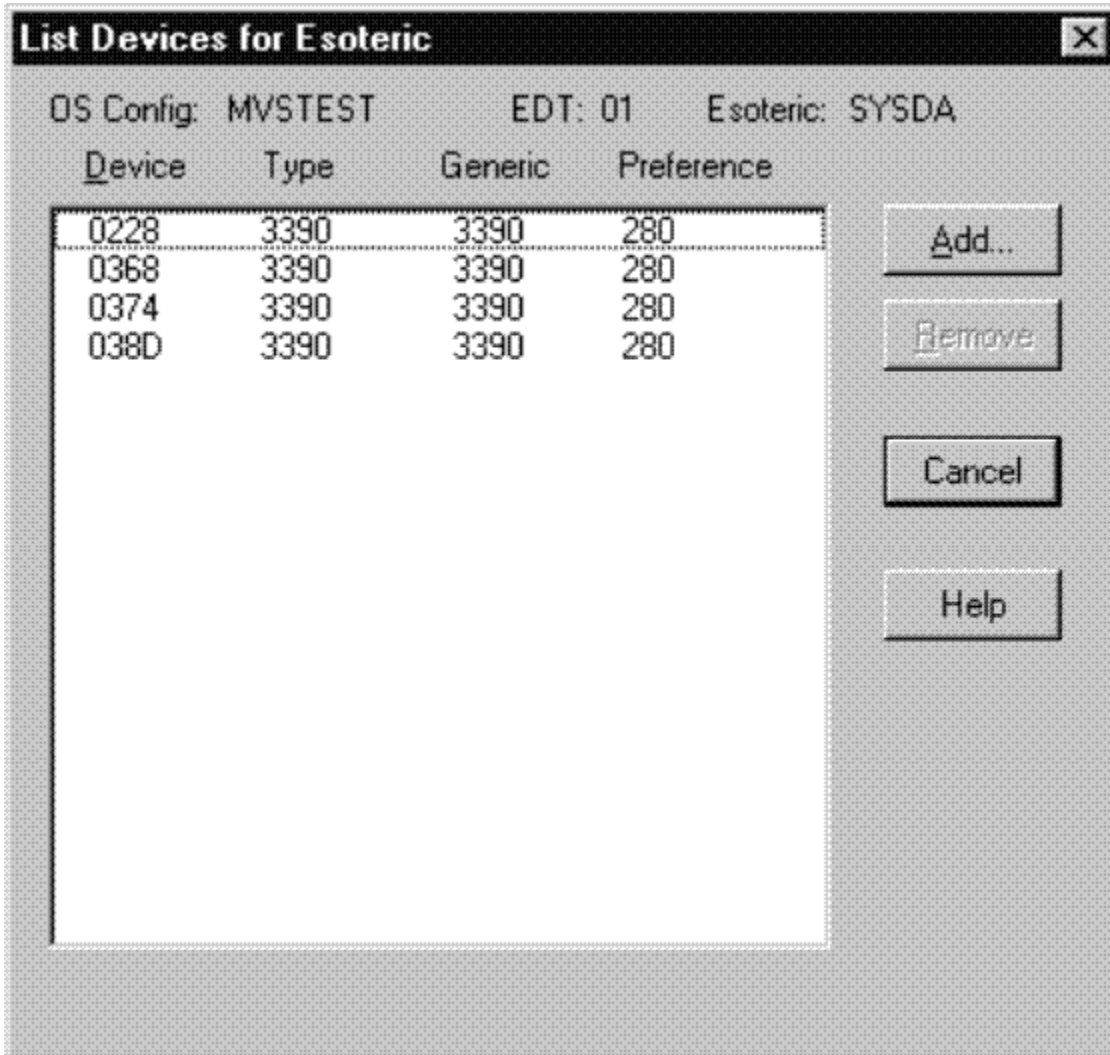 List Devices for Esoteric
OS Config: MVSTEST EDT: 01 Esoteric: SYSDA
Device Type Generic Preference
0228 3390 3390 280
0368 3390 3390 280
0374 3390 3390 280
038D 3390 3390 280
Add...
Remove
Cancel
Help